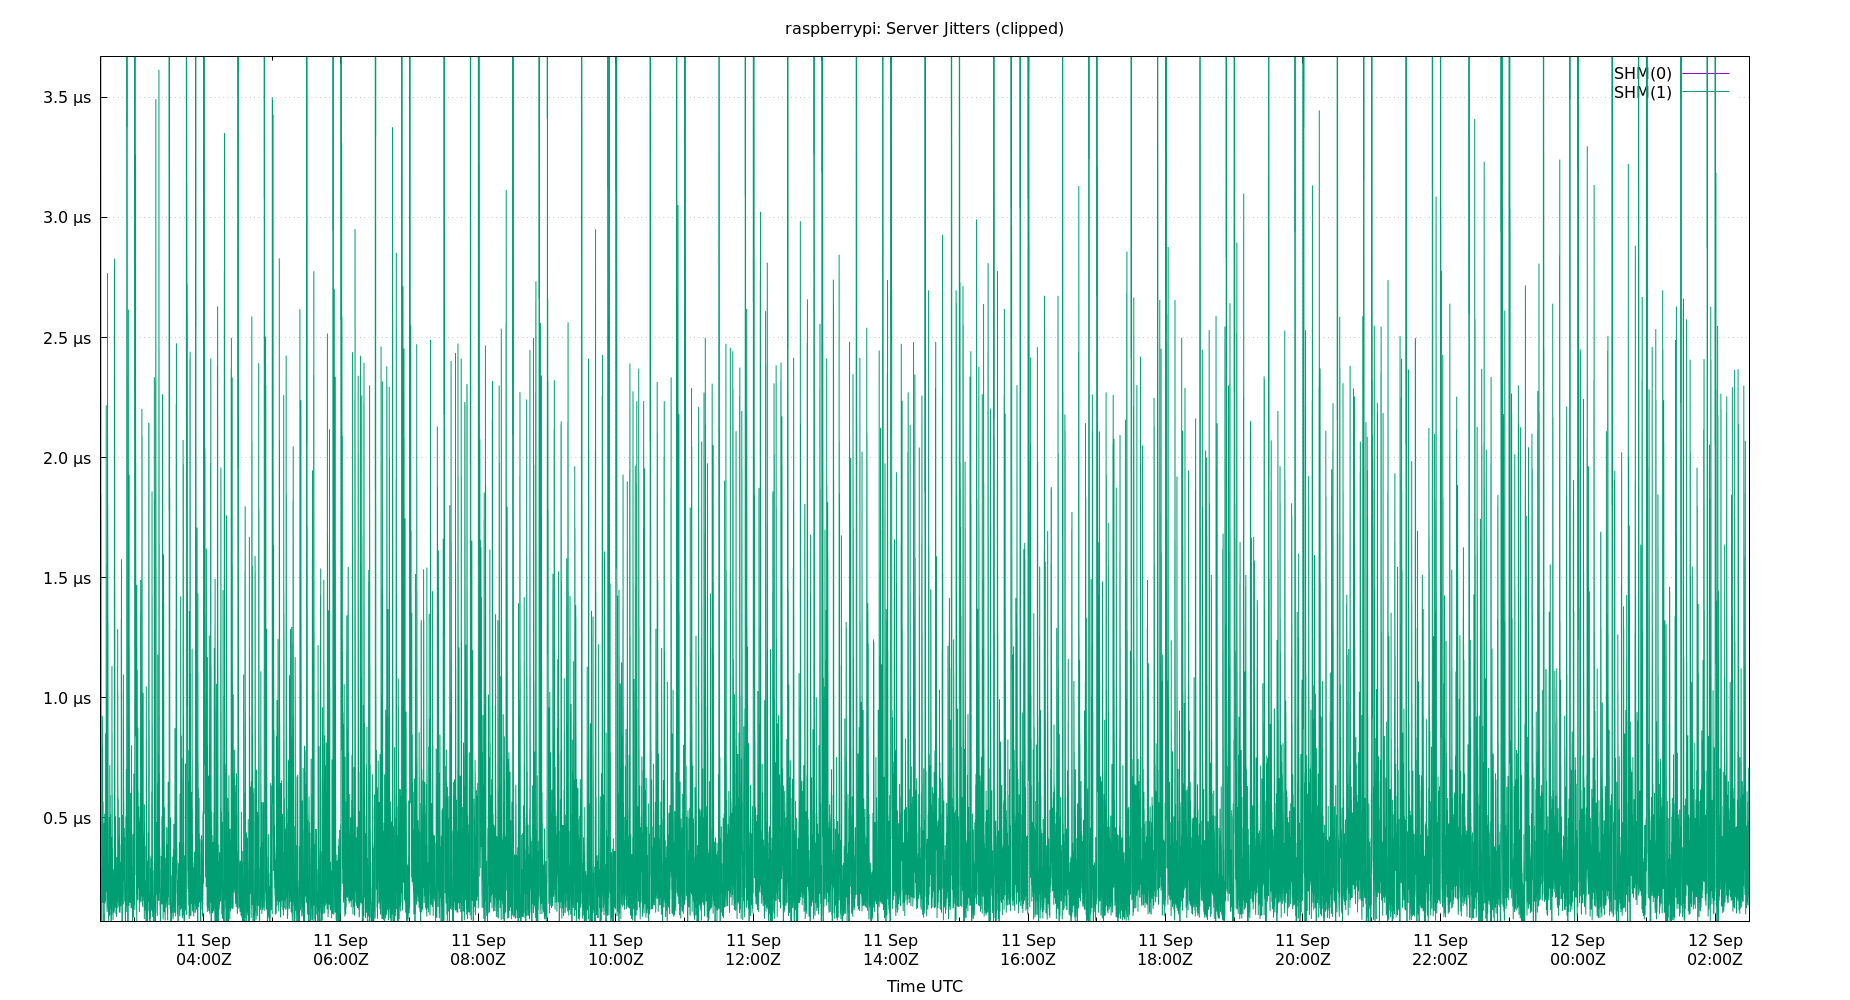 raspberrypi: Server Jitters (clipped)
SHM(0)
SHM(1)
3.5 µs
3.0 µs
2.5 µs
2.0 µs
1.5 µs
1.0 µs
0.5 µs
11 Sep 11 Sep 11 Sep 11 Sep 11 Sep 11 Sep 11 Sep 11 Sep 11 Sep 11 Sep 12 Sep 12 Sep
04:00Z 06:00Z 08:00Z 10:00Z 12:00Z 14:00Z 16:00Z 18:00Z 20:00Z 22:00Z 00:00Z 02:00Z
Time UTC